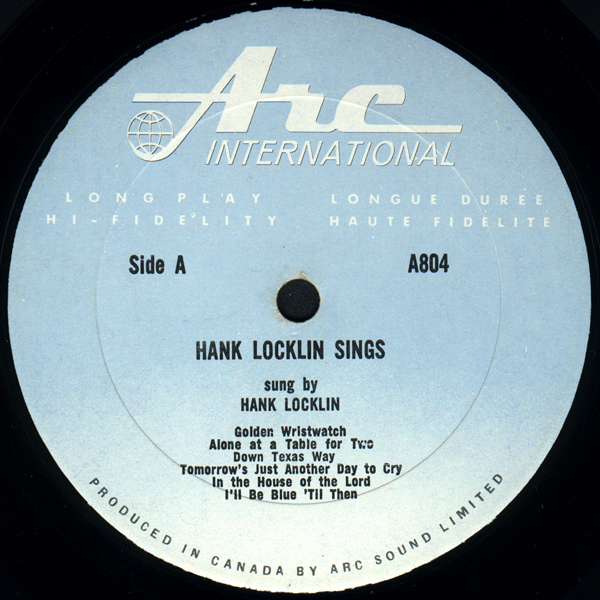 Arc
INTERNATIONAL
LONG PLAY LONGUE DURÉE
HI-FIDELITY HAUTE FIDÉLITÉ
Side A A804
HANK LOCKLIN SINGS
sung by
HANK LOCKLIN
Golden Wristwatch
Alone at a Table for Two
Down Texas Way
Tomorrow's Just Another Day to Cry
In the House of the Lord
I'll Be Blue 'Til Then
PRODUCED IN CANADA BY ARC SOUND LIMITED